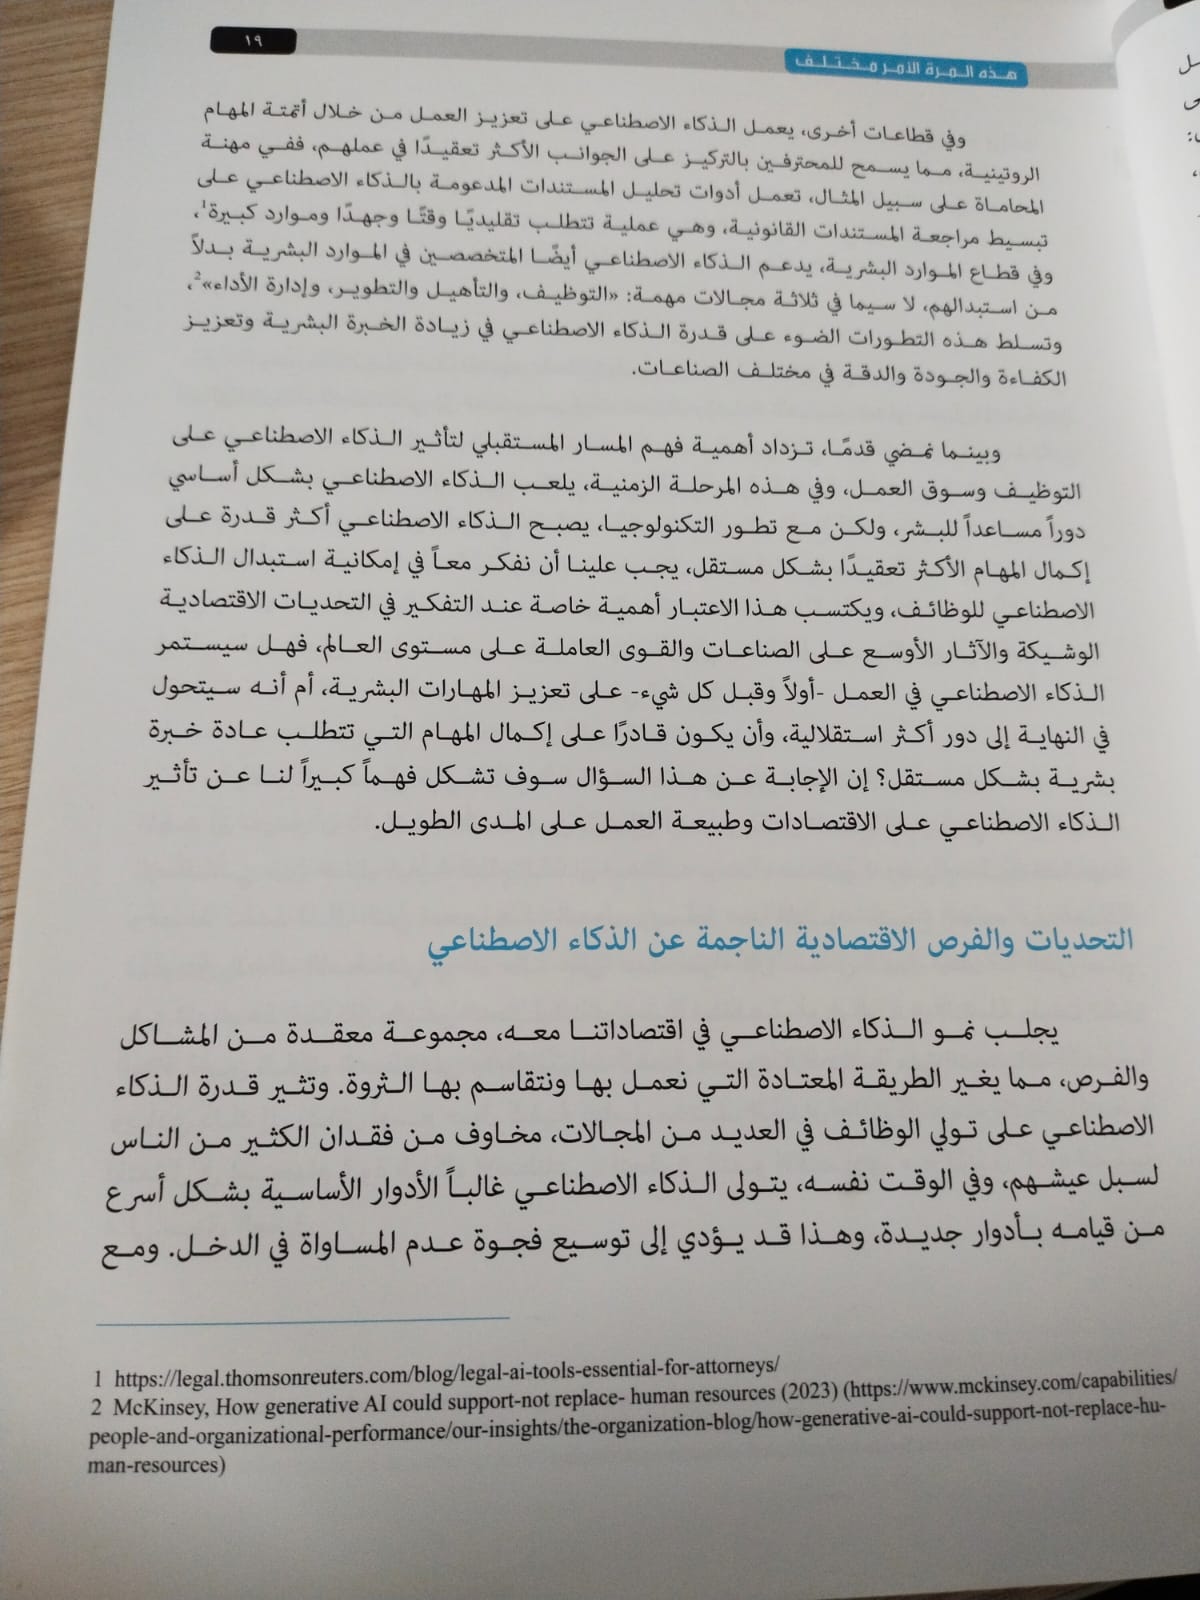 هذه المرة الأمر مختلف
١٩
وفي قطاعات أخرى، يعمل الذكاء الاصطناعي على تعزيز العمل من خلال أتمتة المهام
الروتينية، مما يسمح للمحترفين بالتركيز على الجوانب الأكثر تعقيدًا في عملهم، ففي مهنة
المحاماة على سبيل المثال، تعمل أدوات تحليل المستندات المدعومة بالذكاء الاصطناعي على
تبسيط مراجعة المستندات القانونية، وهي عملية تتطلب تقليديًا وقتًا وجهدًا وموارد كبيرة1،
وفي قطاع الموارد البشرية، يدعم الذكاء الاصطناعي أيضًا المتخصصين في الموارد البشرية بدلاً
من استبدالهم، لا سيما في ثلاثة مجالات مهمة: «التوظيف، والتأهيل والتطوير، وإدارة الأداء»2،
وتسلط هذه التطورات الضوء على قدرة الذكاء الاصطناعي في زيادة الخبرة البشرية وتعزيز
الكفاءة والجودة والدقة في مختلف الصناعات.
وبينما نمضي قدمًا، تزداد أهمية فهم المسار المستقبلي لتأثير الذكاء الاصطناعي على
التوظيف وسوق العمل، وفي هذه المرحلة الزمنية، يلعب الذكاء الاصطناعي بشكل أساسي
دوراً مساعداً للبشر، ولكن مع تطور التكنولوجيا، يصبح الذكاء الاصطناعي أكثر قدرة على
إكمال المهام الأكثر تعقيدًا بشكل مستقل، يجب علينا أن نفكر معاً في إمكانية استبدال الذكاء
الاصطناعي للوظائف، ويكتسب هذا الاعتبار أهمية خاصة عند التفكير في التحديات الاقتصادية
الوشيكة والآثار الأوسع على الصناعات والقوى العاملة على مستوى العالم، فهل سيستمر
الذكاء الاصطناعي في العمل -أولاً وقبل كل شيء- على تعزيز المهارات البشرية، أم أنه سيتحول
في النهاية إلى دور أكثر استقلالية، وأن يكون قادرًا على إكمال المهام التي تتطلب عادة خبرة
بشرية بشكل مستقل؟ إن الإجابة عن هذا السؤال سوف تشكل فهماً كبيراً لنا عن تأثير
الذكاء الاصطناعي على الاقتصادات وطبيعة العمل على المدى الطويل.
التحديات والفرص الاقتصادية الناجمة عن الذكاء الاصطناعي
يجلب نمو الذكاء الاصطناعي في اقتصاداتنا معه، مجموعة معقدة من المشاكل
والفرص، مما يغير الطريقة المعتادة التي نعمل بها ونتقاسم بها الثروة. وتثير قدرة الذكاء
الاصطناعي على تولي الوظائف في العديد من المجالات، مخاوف من فقدان الكثير من الناس
لسبل عيشهم، وفي الوقت نفسه، يتولى الذكاء الاصطناعي غالباً الأدوار الأساسية بشكل أسرع
من قيامه بأدوار جديدة، وهذا قد يؤدي إلى توسيع فجوة عدم المساواة في الدخل. ومع
1 https://legal.thomsonreuters.com/blog/legal-ai-tools-essential-for-attorneys/
2 McKinsey, How generative AI could support-not replace- human resources (2023) (https://www.mckinsey.com/capabilities/
people-and-organizational-performance/our-insights/the-organization-blog/how-generative-ai-could-support-not-replace-hu-
man-resources)